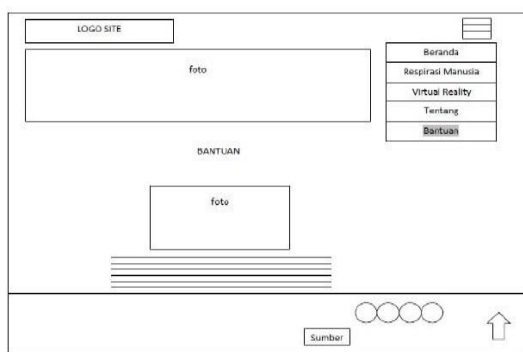 LOGO SITE
foto
Beranda
Respirasi Manusia
Virtual Reality
Tentang
Bantuan
BANTUAN
foto
Sumber